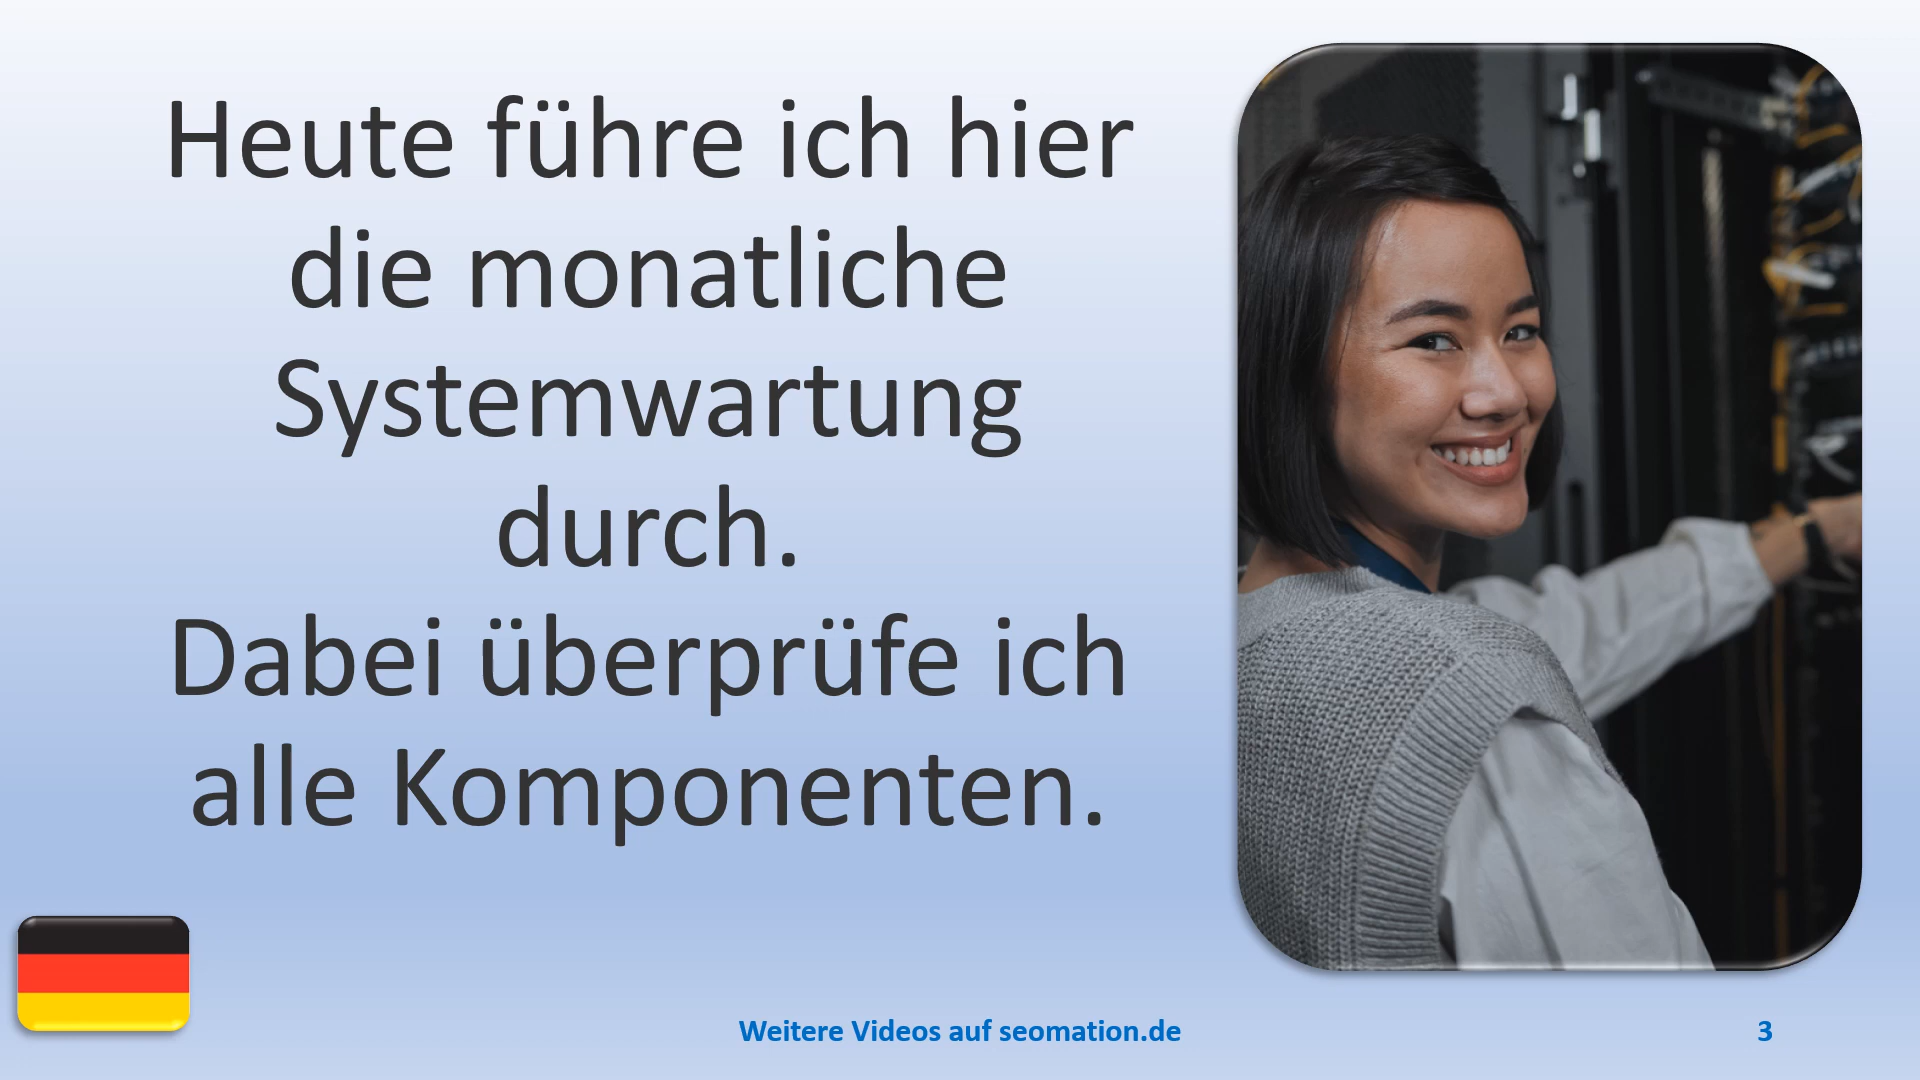 Heute führe ich hier
die monatliche
Systemwartung
durch.
Dabei überprüfe ich
alle Komponenten.
Weitere Videos auf seomation.de
3